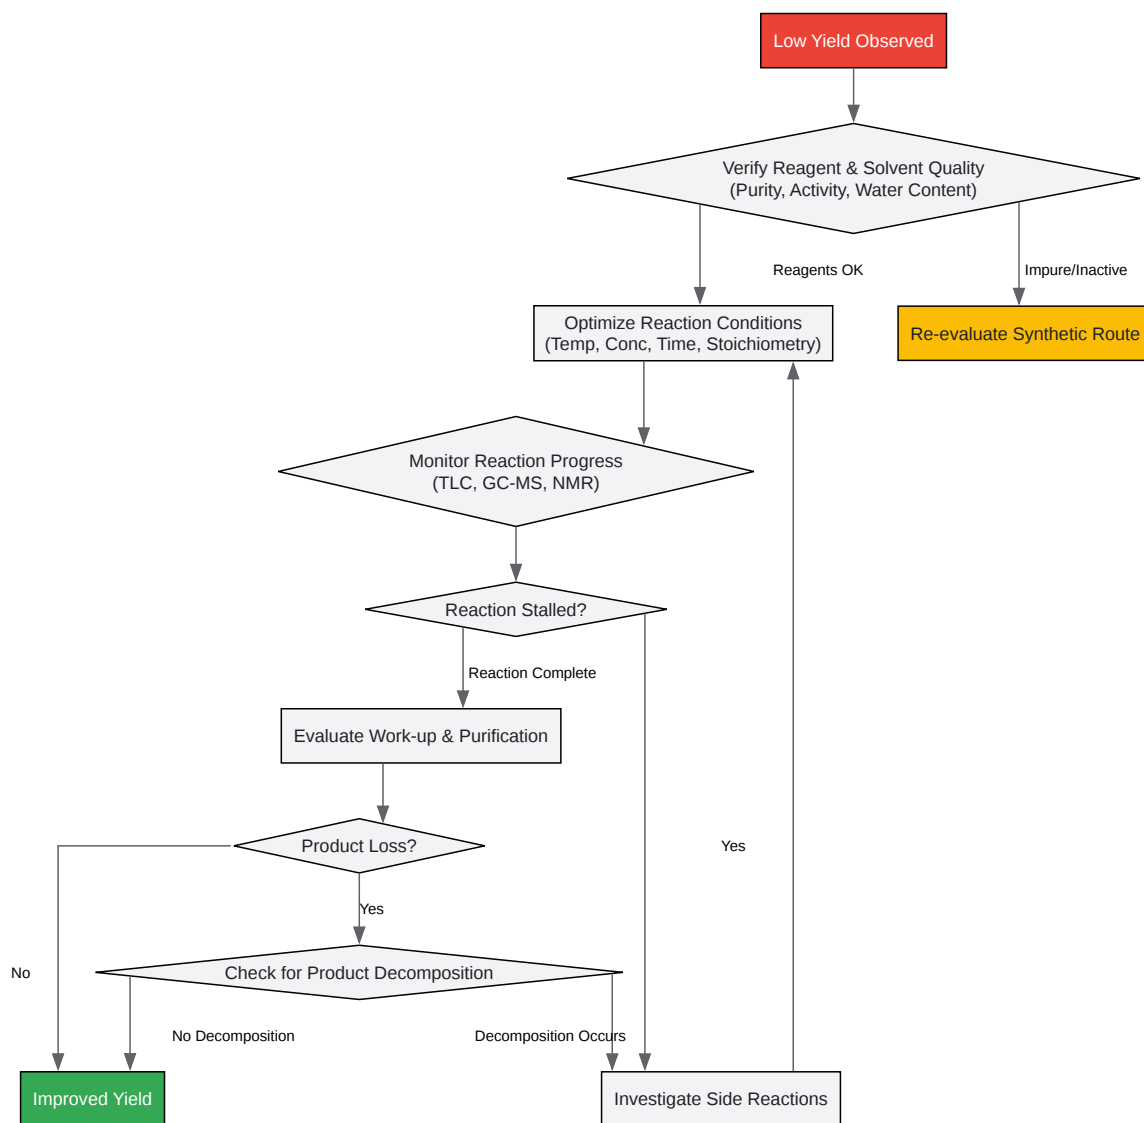 Low Yield Observed
Verify Reagent & Solvent Quality
(Purity, Activity, Water Content)
Reagents OK
Impure/Inactive
Optimize Reaction Conditions
(Temp, Conc, Time, Stoichiometry)
Re-evaluate Synthetic Route
Monitor Reaction Progress
(TLC, GC-MS, NMR)
Reaction Stalled?
Reaction Complete
Evaluate Work-up & Purification
Product Loss?
Yes
Yes
Check for Product Decomposition
No
No Decomposition
Decomposition Occurs
Improved Yield
Investigate Side Reactions